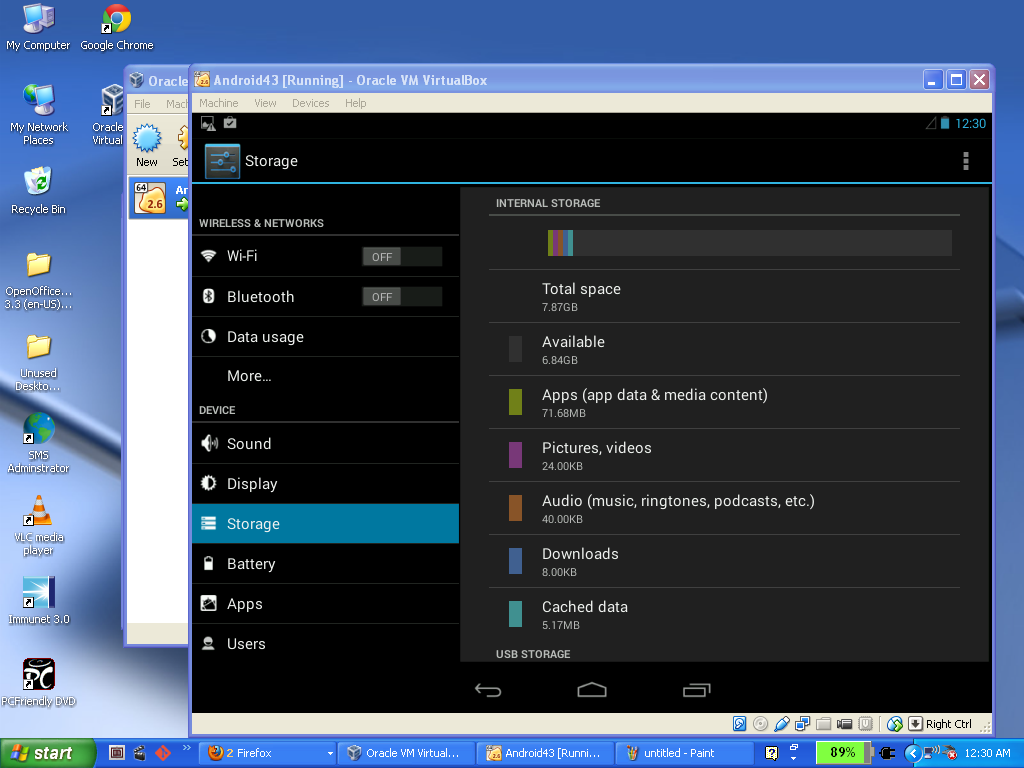 My Computer
Google Chrome
My Network
Places
Oracle
Virtual
Recycle Bin
OpenOffice...
3.3 (en-US)...
Unused
Deskto...
SMS
Adminstrator
VLC media
player
Immunet 3.0
PCFriendly DVD
Oracle
File Mach
New Set
64
2.6
Ar
Android43 [Running] - Oracle VM VirtualBox
Machine View Devices Help
12:30
Storage
WIRELESS & NETWORKS
Wi-Fi OFF
Bluetooth OFF
Data usage
More...
DEVICE
Sound
Display
Storage
Battery
Apps
Users
INTERNAL STORAGE
Total space
7.87GB
Available
6.84GB
Apps (app data & media content)
71.68MB
Pictures, videos
24.00KB
Audio (music, ringtones, podcasts, etc.)
40.00KB
Downloads
8.00KB
Cached data
5.17MB
USB STORAGE
Right Ctrl
start
2 Firefox
Oracle VM Virtual...
Android43 [Runnin...
untitled - Paint
89%
12:30 AM